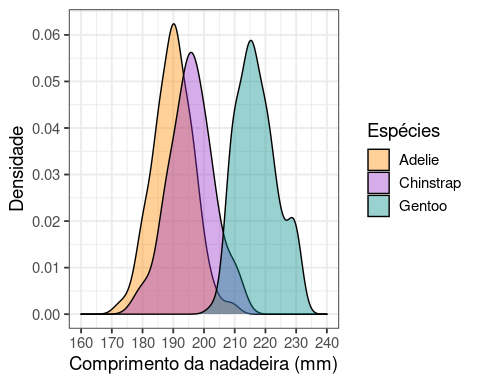 0.06
0.05
0.04
0.03
0.02
0.01
0.00
Densidade
160 170 180 190 200 210 220 230 240
Comprimento da nadadeira (mm)
Espécies
Adelie
Chinstrap
Gentoo